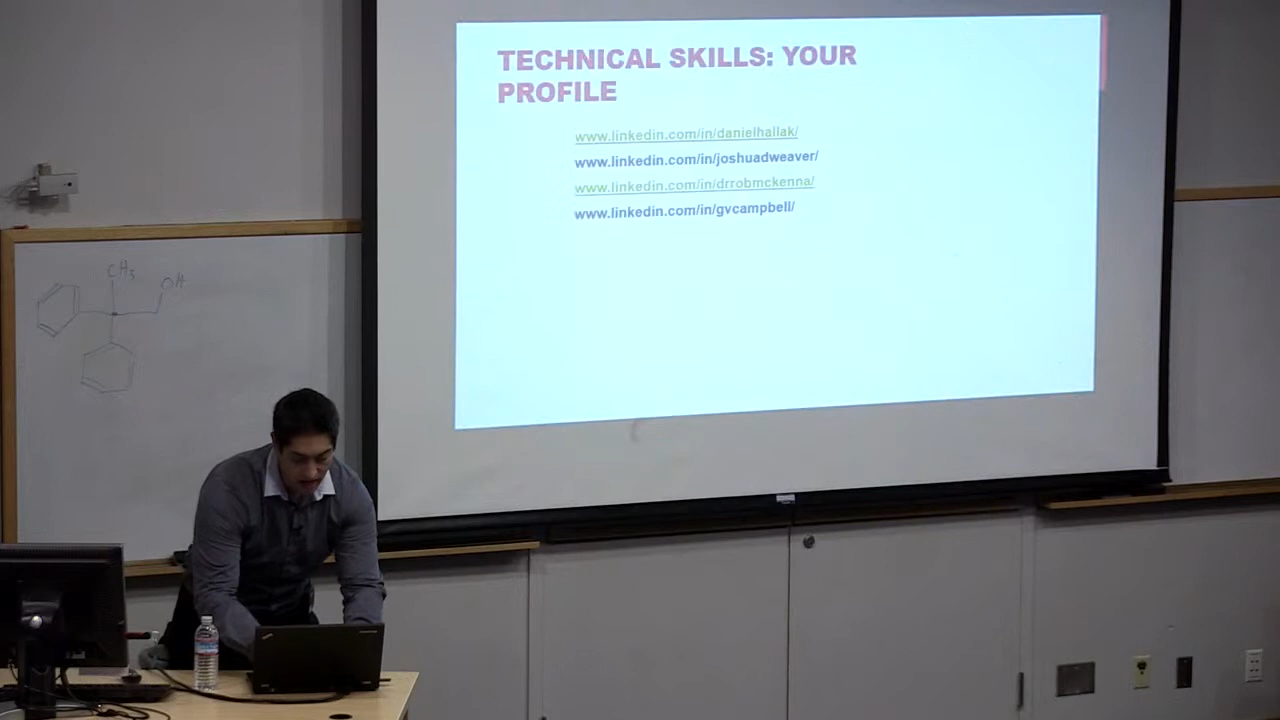 TECHNICAL SKILLS: YOUR
PROFILE
www.linkedin.com/in/danielhallak/
www.linkedin.com/in/joshuadweaver/
www.linkedin.com/in/drrobmckenna/
www.linkedin.com/in/gvcampbell/
CH3
OH